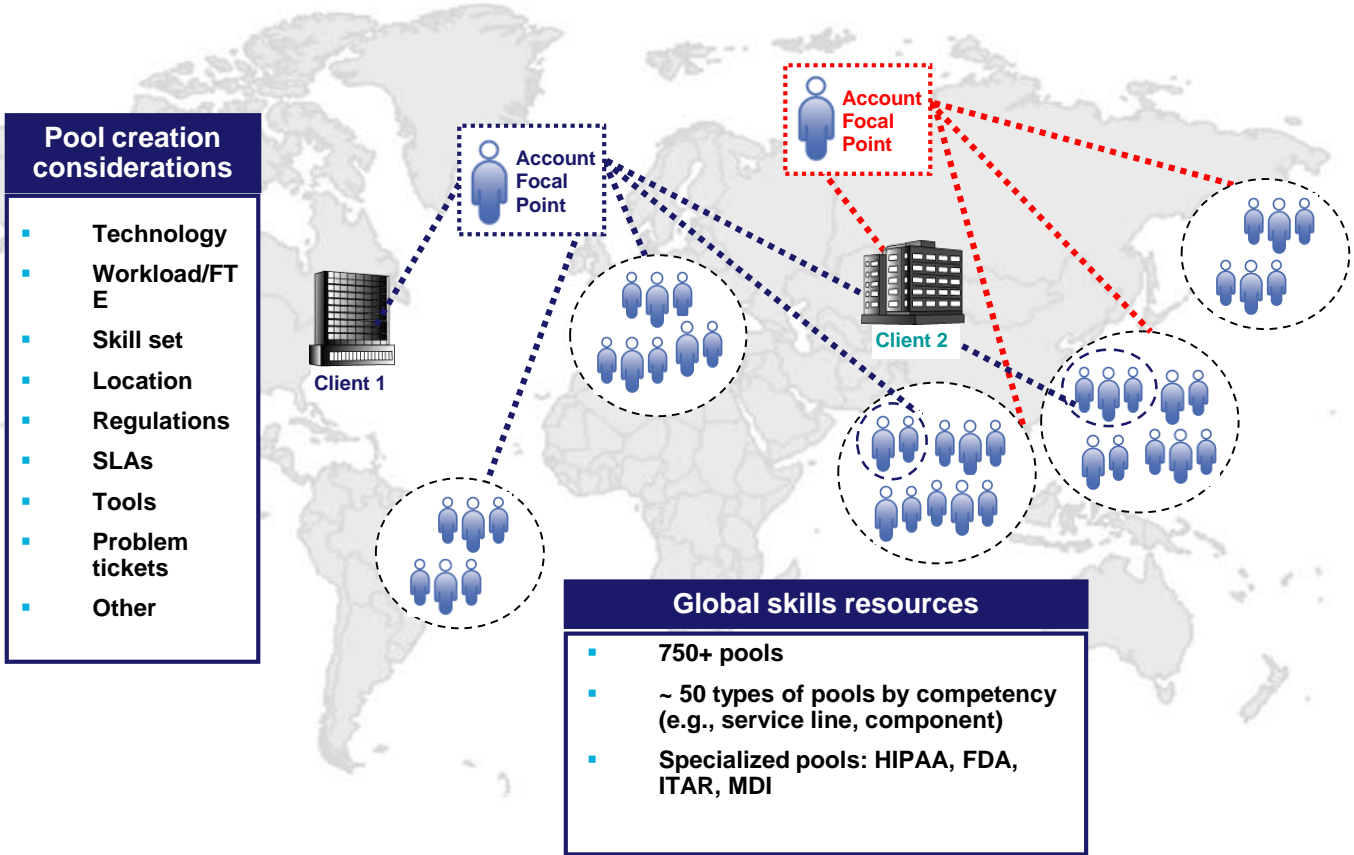 Pool creation
considerations
▪ Technology
▪ Workload/FT
E
▪ Skill set
▪ Location
▪ Regulations
▪ SLAs
▪ Tools
▪ Problem
tickets
▪ Other
Account
Focal
Point
Client 1
Account
Focal
Point
Client 2
Global skills resources
▪ 750+ pools
▪ ~ 50 types of pools by competency
(e.g., service line, component)
▪ Specialized pools: HIPAA, FDA,
ITAR, MDI